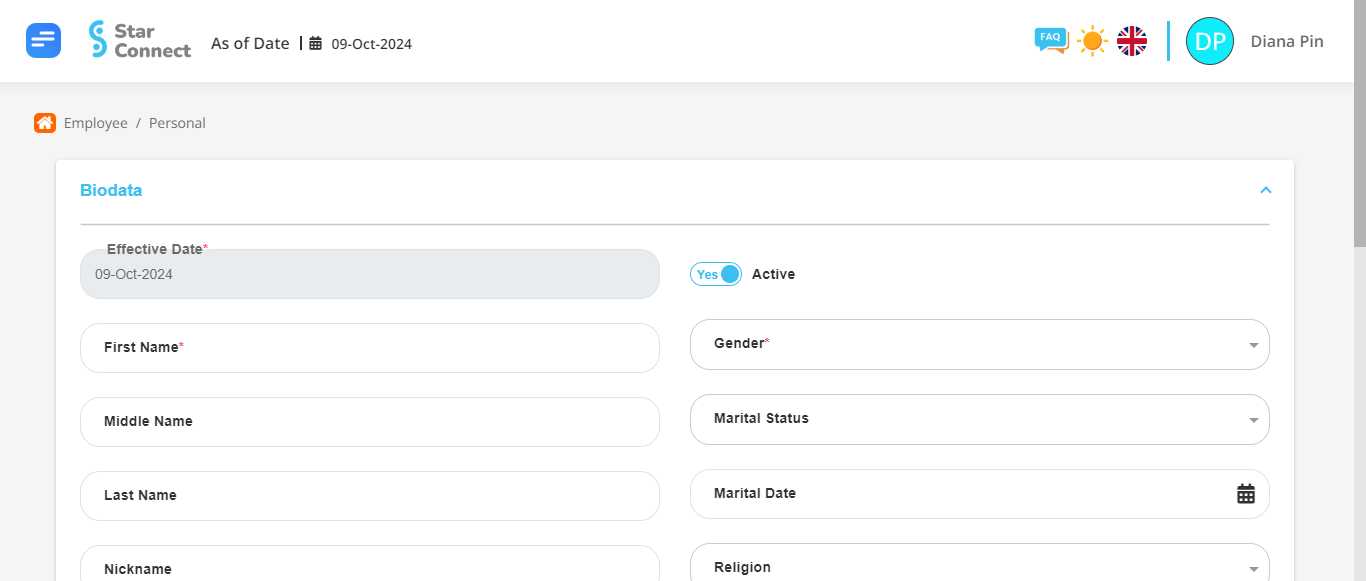 Star
Connect
As of Date | 09-Oct-2024
FAQ
DP
Diana Pin
Employee / Personal
Biodata
Effective Date*
09-Oct-2024
Yes
Active
First Name*
Gender*
Middle Name
Marital Status
Last Name
Marital Date
Nickname
Religion